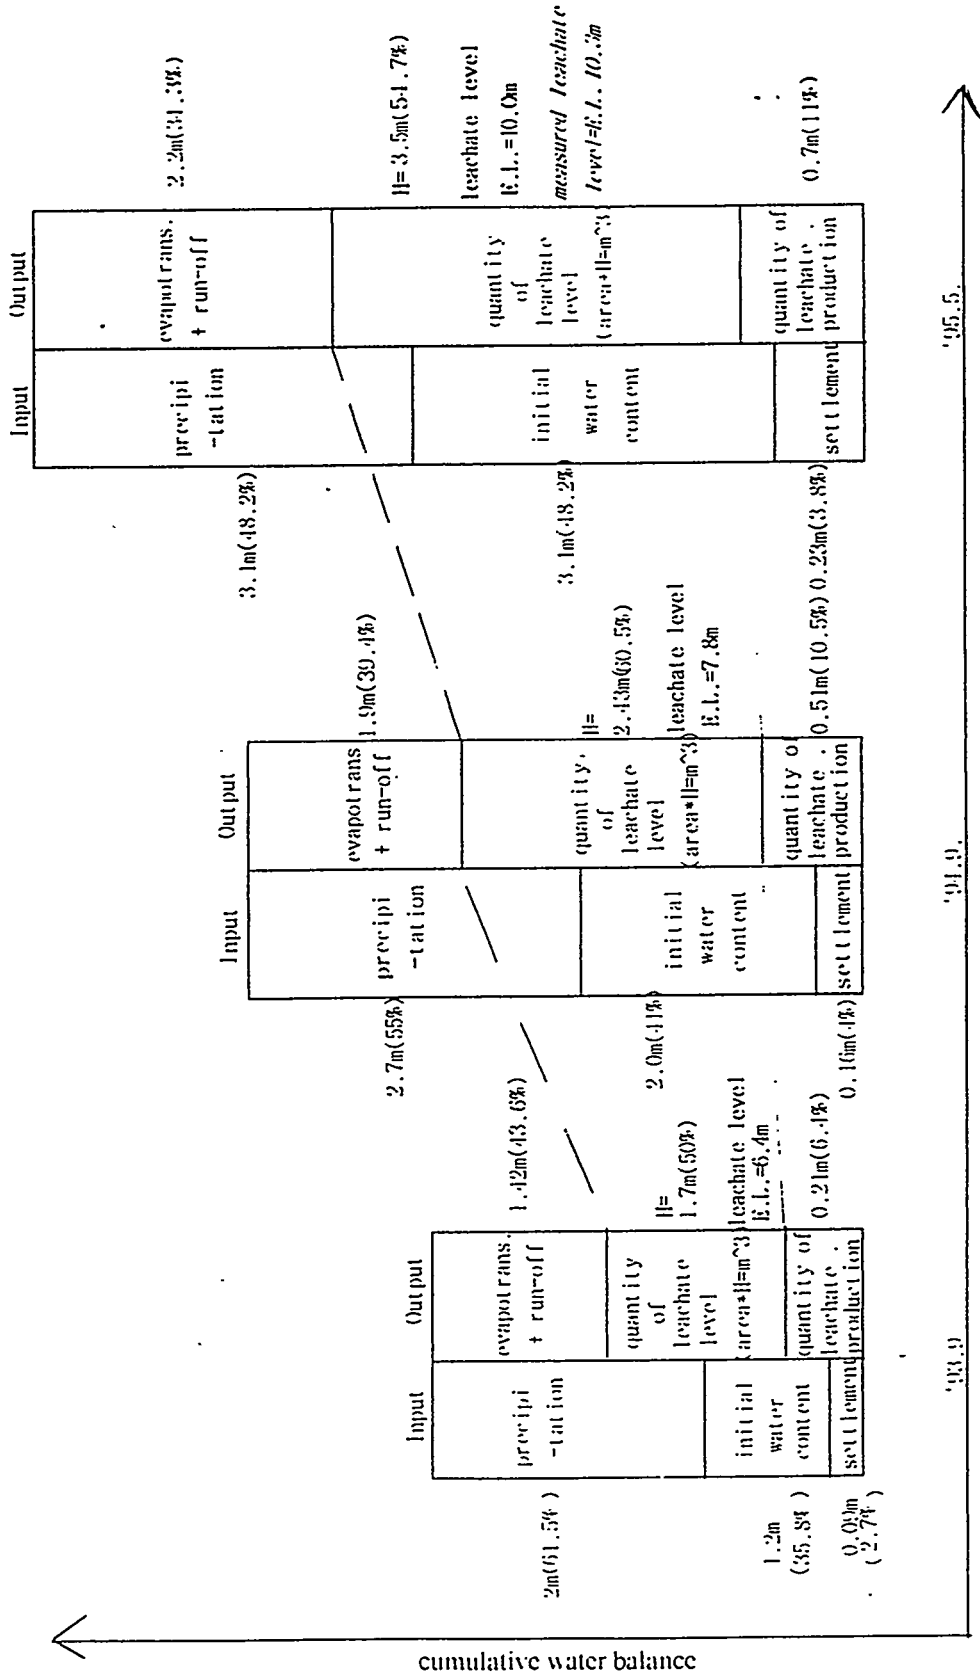 cumulative water balance
Input
Output
2m(61.5%)
1.2m
(35.8%
)
0.09m
(2.7%
)
precipi
-tation
initial
water
content
settlement
evapotrans.
+ run-off
quantity
of
leachate
level
(area*H=m^3)
quantity of
leachate .
production
1.42m(43.6%)
H=
1.7m(50%)
leachate level
E.L.=6.4m
0.21m(6.4%)
'93.9
Input
Output
2.7m(55%)
2.0m(41%)
0.16m(4%)
precipi
-tation
initial
water
content
settlement
evapotrans
+ run-off
quantity.
of
leachate
level
(area*H=m^3)
quantity of
leachate .
production
1.9m(39.4%)
H=
2.43m(60.5%)
leachate level
E.L.=7.8m
0.51m(10.5%)
'94.9.
Input
Output
3.1m(48.2%)
3.1m(48.2%)
0.23m(3.8%)
precipi
-tation
initial
water
content
settlement
evapotrans.
+ run-off
quantity
of
leachate
level
(area*H=m^3
quantity of
leachate .
production
2.2m(34.3%)
H=3.5m(54.7%)
leachate level
E.L.=10.0m
measured leachate
level=E.L.
0.7m(11%)
'95.5.